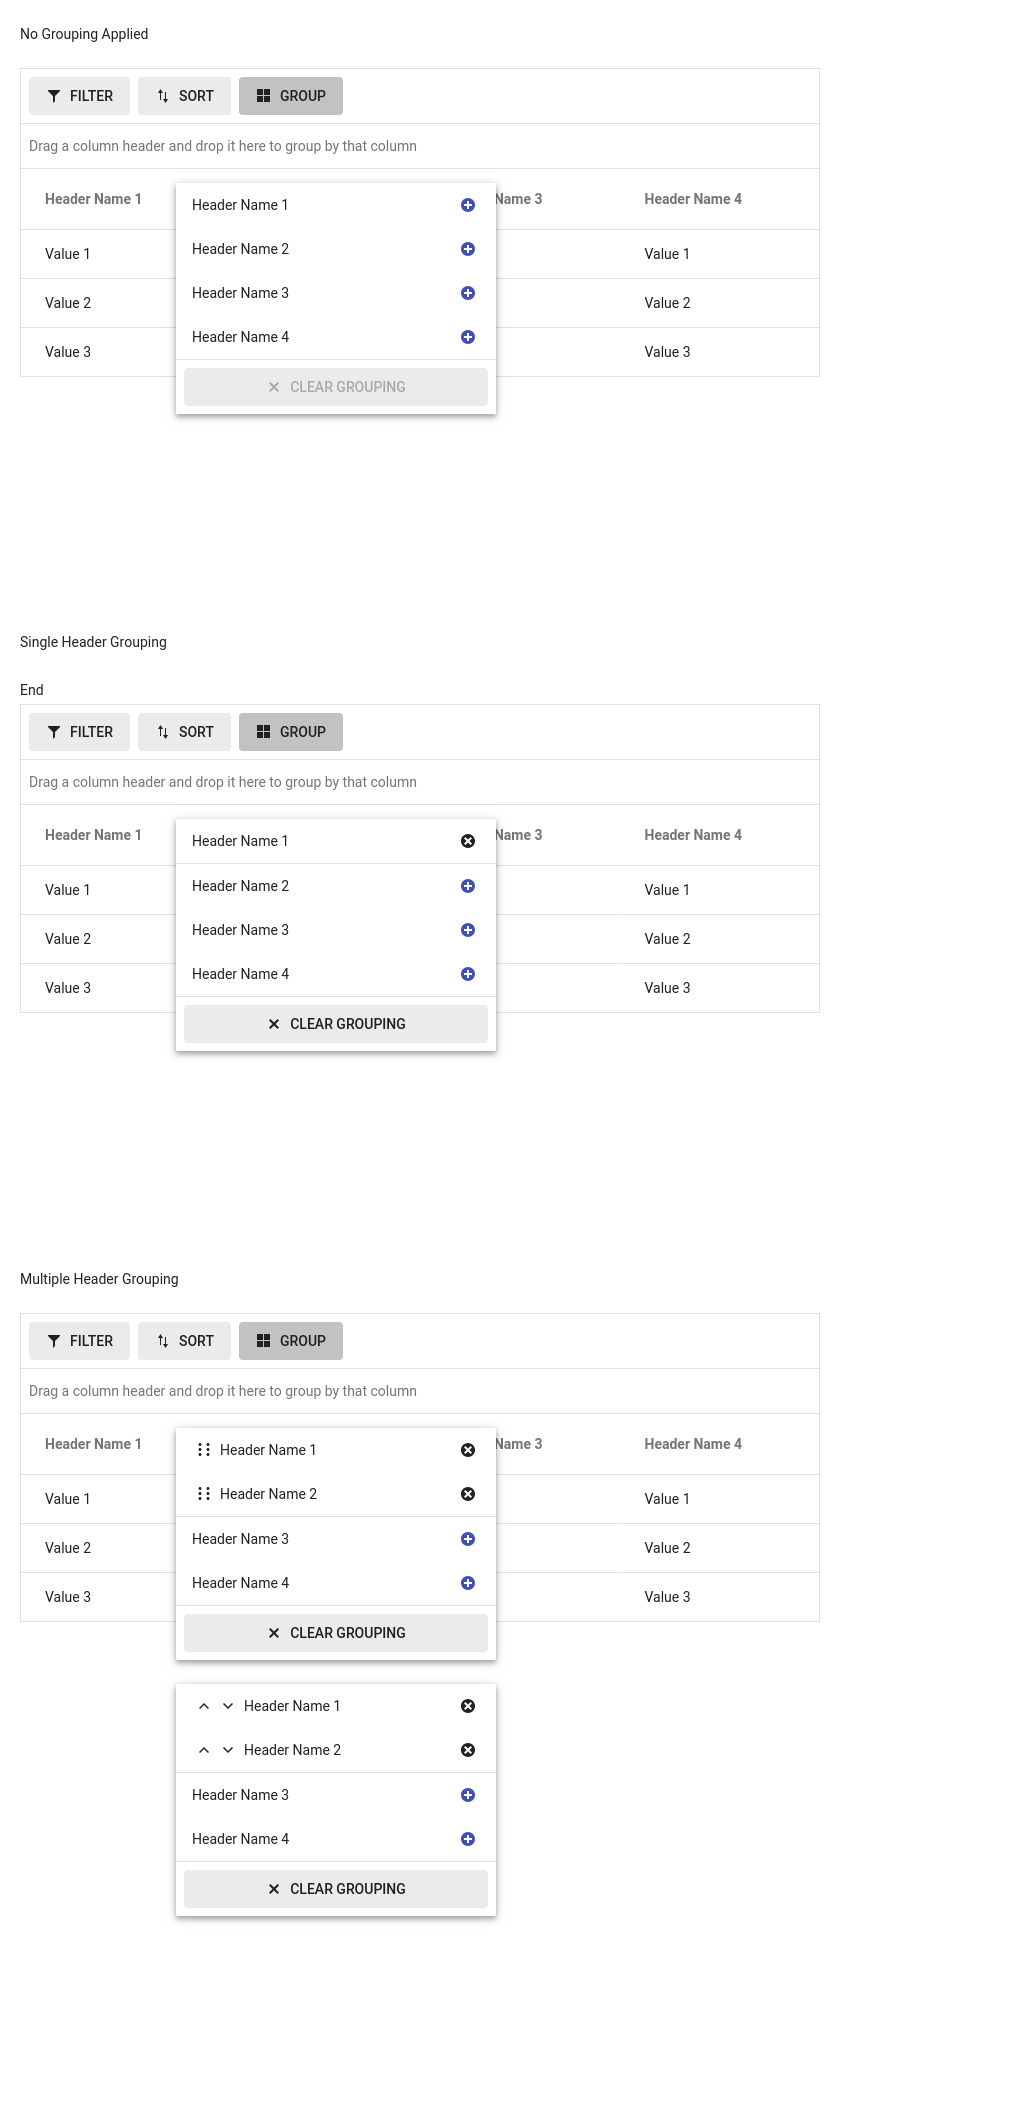 No Grouping Applied
FILTER SORT GROUP
Drag a column header and drop it here to group by that column
Header Name 1 Name 3 Header Name 4
Header Name 1
Header Name 2
Header Name 3
Header Name 4
CLEAR GROUPING
Value 1 Value 1
Value 2 Value 2
Value 3 Value 3
Single Header Grouping
End
FILTER SORT GROUP
Drag a column header and drop it here to group by that column
Header Name 1 Name 3 Header Name 4
Header Name 1
Header Name 2
Header Name 3
Header Name 4
CLEAR GROUPING
Value 1 Value 1
Value 2 Value 2
Value 3 Value 3
Multiple Header Grouping
FILTER SORT GROUP
Drag a column header and drop it here to group by that column
Header Name 1 Name 3 Header Name 4
Header Name 1
Header Name 2
Header Name 3
Header Name 4
CLEAR GROUPING
Value 1 Value 1
Value 2 Value 2
Value 3 Value 3
Header Name 1
Header Name 2
Header Name 3
Header Name 4
CLEAR GROUPING